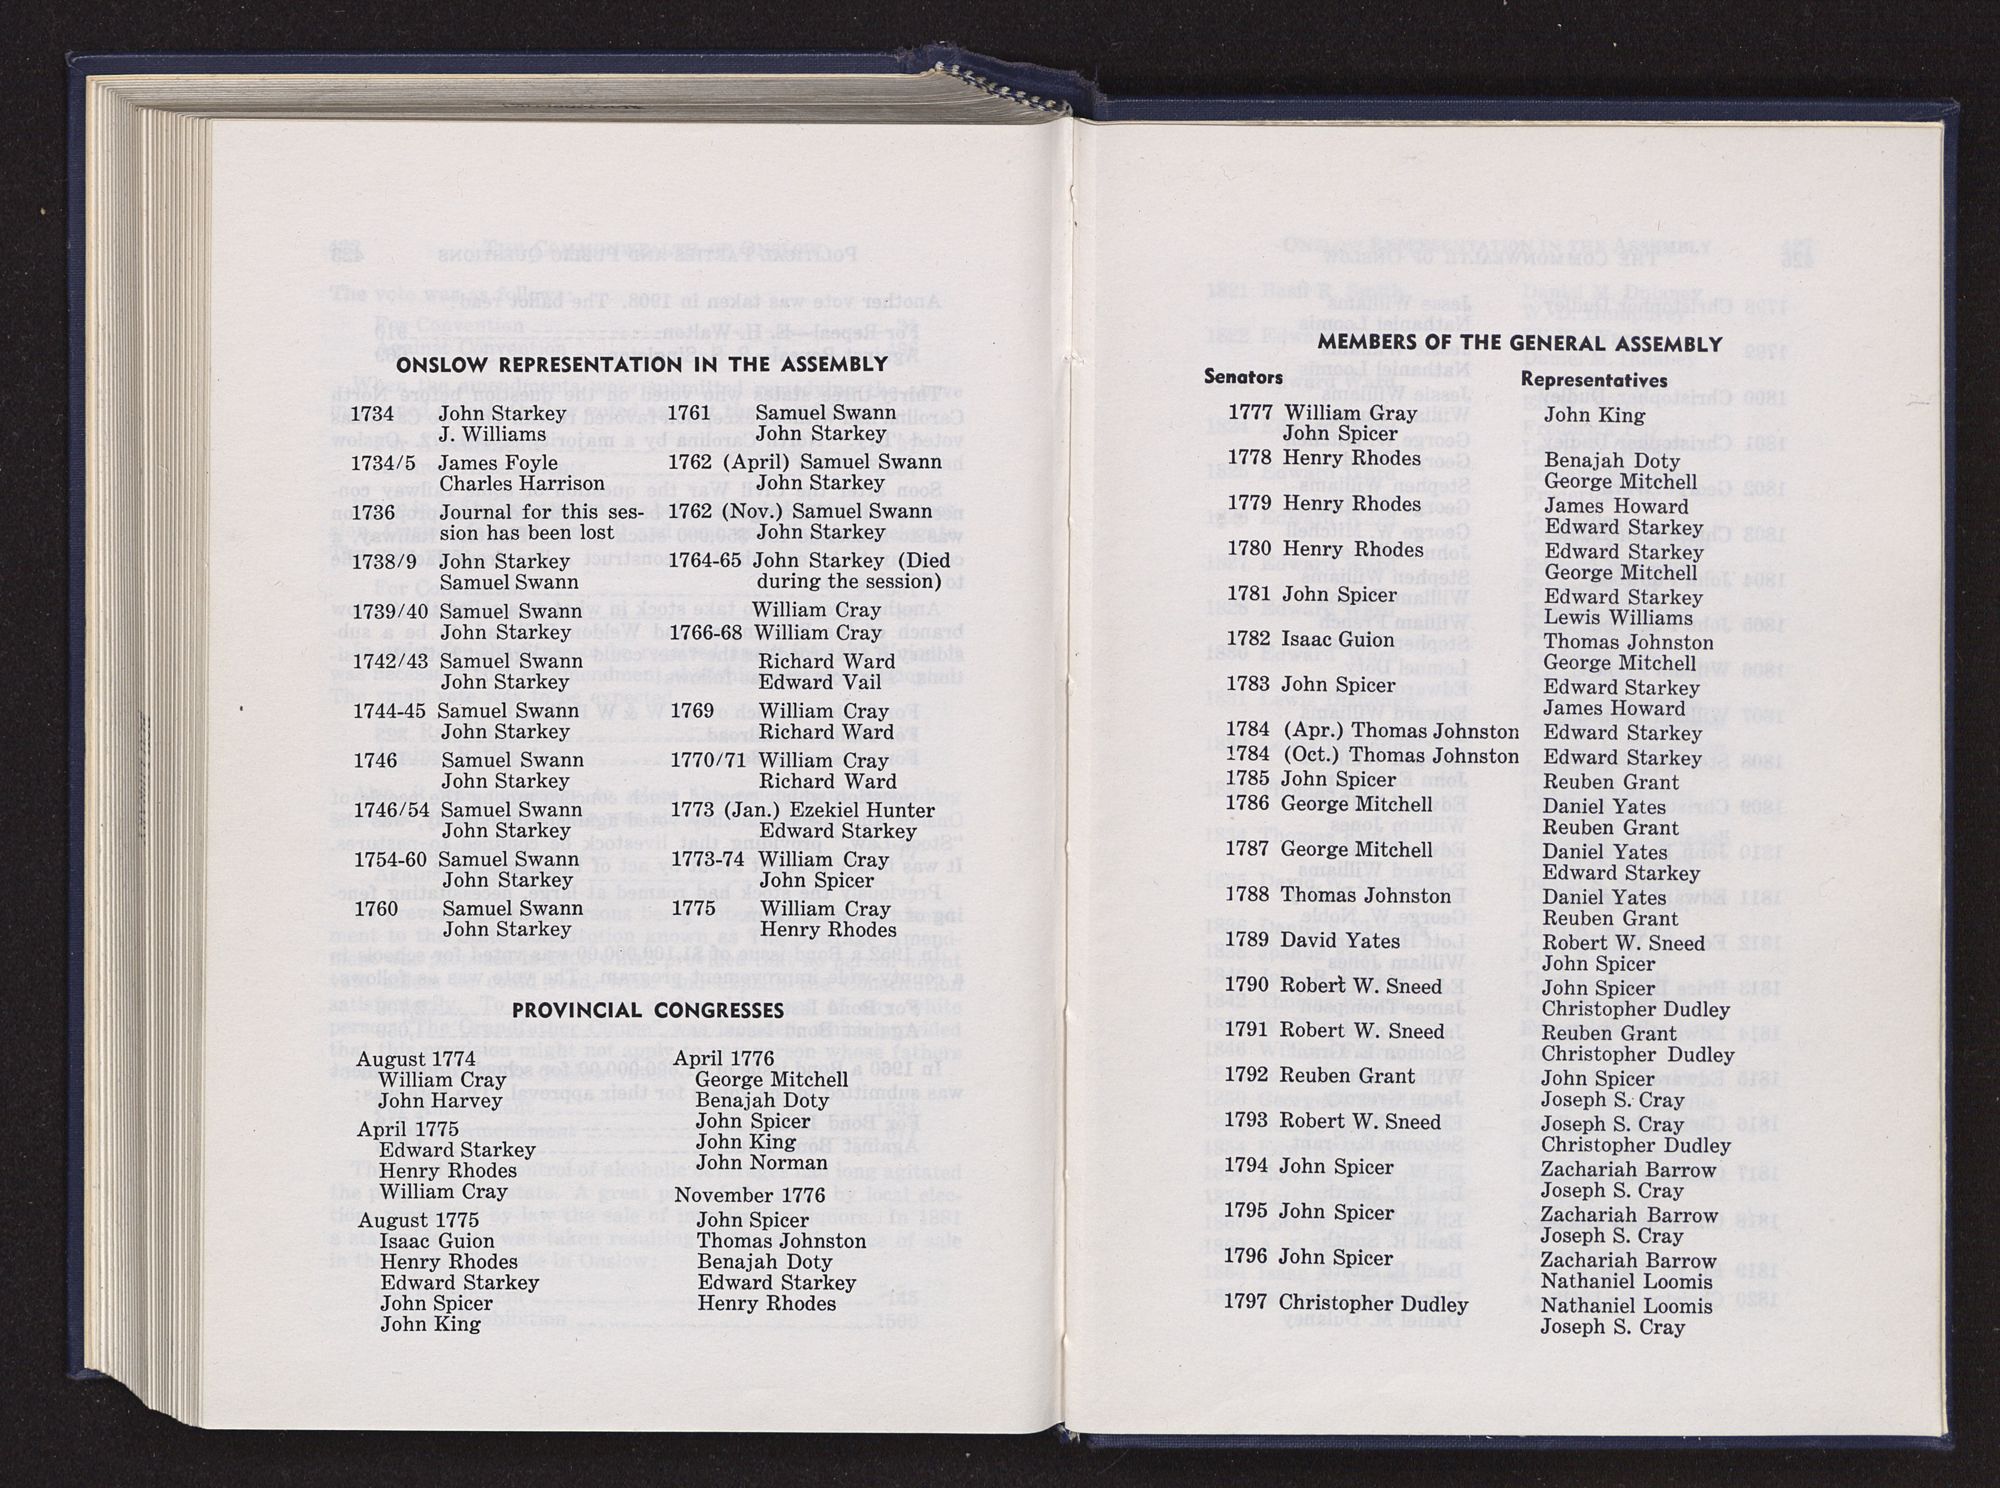 ONSLOW REPRESENTATION IN THE ASSEMBLY
1734 John Starkey
J. Williams
1734/5 James Foyle
Charles Harrison
1736 Journal for this ses-
sion has been lost
1738/9 John Starkey
Samuel Swann
1739/40 Samuel Swann
John Starkey
1742/43 Samuel Swann
John Starkey
1744-45 Samuel Swann
John Starkey
1746 Samuel Swann
John Starkey
1746/54 Samuel Swann
John Starkey
1754-60 Samuel Swann
John Starkey
1760 Samuel Swann
John Starkey
1761 Samuel Swann
John Starkey
1762 (April) Samuel Swann
John Starkey
1762 (Nov.) Samuel Swann
John Starkey
1764-65 John Starkey (Died
during the session)
William Cray
1766-68 William Cray
Richard Ward
Edward Vail
1769 William Cray
Richard Ward
1770/71 William Cray
Richard Ward
1773 (Jan.) Ezekiel Hunter
Edward Starkey
1773-74 William Cray
John Spicer
1775 William Cray
Henry Rhodes
PROVINCIAL CONGRESSES
August 1774
William Cray
John Harvey
April 1775
Edward Starkey
Henry Rhodes
William Cray
August 1775
Isaac Guion
Henry Rhodes
Edward Starkey
John Spicer
John King
April 1776
George Mitchell
Benajah Doty
John Spicer
John King
John Norman
November 1776
John Spicer
Thomas Johnston
Benajah Doty
Edward Starkey
Henry Rhodes
MEMBERS OF THE GENERAL ASSEMBLY
Senators Representatives
1777 William Gray John King
John Spicer
1778 Henry Rhodes Benajah Doty
George Mitchell
1779 Henry Rhodes James Howard
Edward Starkey
1780 Henry Rhodes Edward Starkey
George Mitchell
1781 John Spicer Edward Starkey
Lewis Williams
1782 Isaac Guion Thomas Johnston
George Mitchell
1783 John Spicer Edward Starkey
James Howard
1784 (Apr.) Thomas Johnston Edward Starkey
1784 (Oct.) Thomas Johnston Edward Starkey
1785 John Spicer Reuben Grant
1786 George Mitchell Daniel Yates
Reuben Grant
1787 George Mitchell Daniel Yates
Edward Starkey
1788 Thomas Johnston Daniel Yates
Reuben Grant
1789 David Yates Robert W. Sneed
John Spicer
1790 Robert W. Sneed John Spicer
Christopher Dudley
1791 Robert W. Sneed Reuben Grant
Christopher Dudley
1792 Reuben Grant John Spicer
Joseph S. Cray
1793 Robert W. Sneed Joseph S. Cray
Christopher Dudley
1794 John Spicer Zachariah Barrow
Joseph S. Cray
1795 John Spicer Zachariah Barrow
Joseph S. Cray
1796 John Spicer Zachariah Barrow
Nathaniel Loomis
1797 Christopher Dudley Nathaniel Loomis
Joseph S. Cray